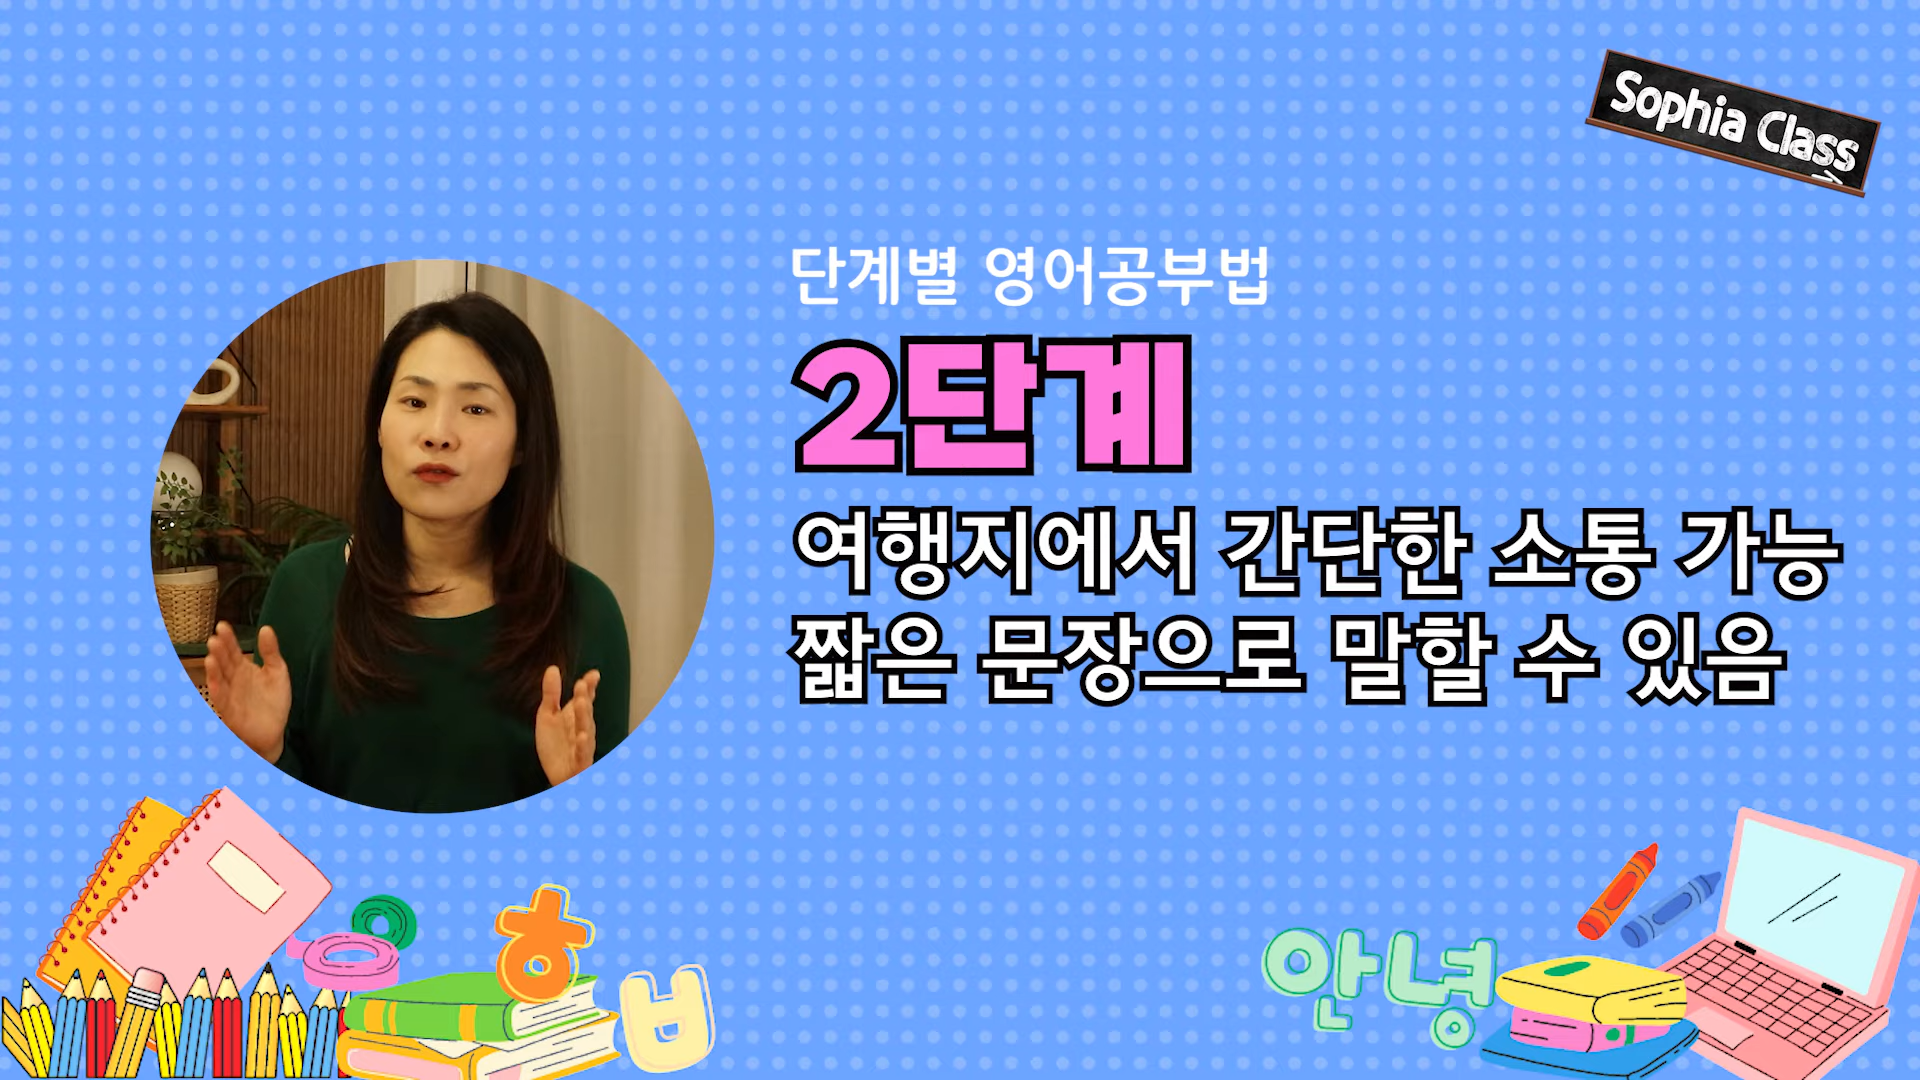 Sophia Class
단계별 영어공부법
2단계
여행지에서 간단한 소통 가능
짧은 문장으로 말할 수 있음
ㅎ
ㅂ
안녕